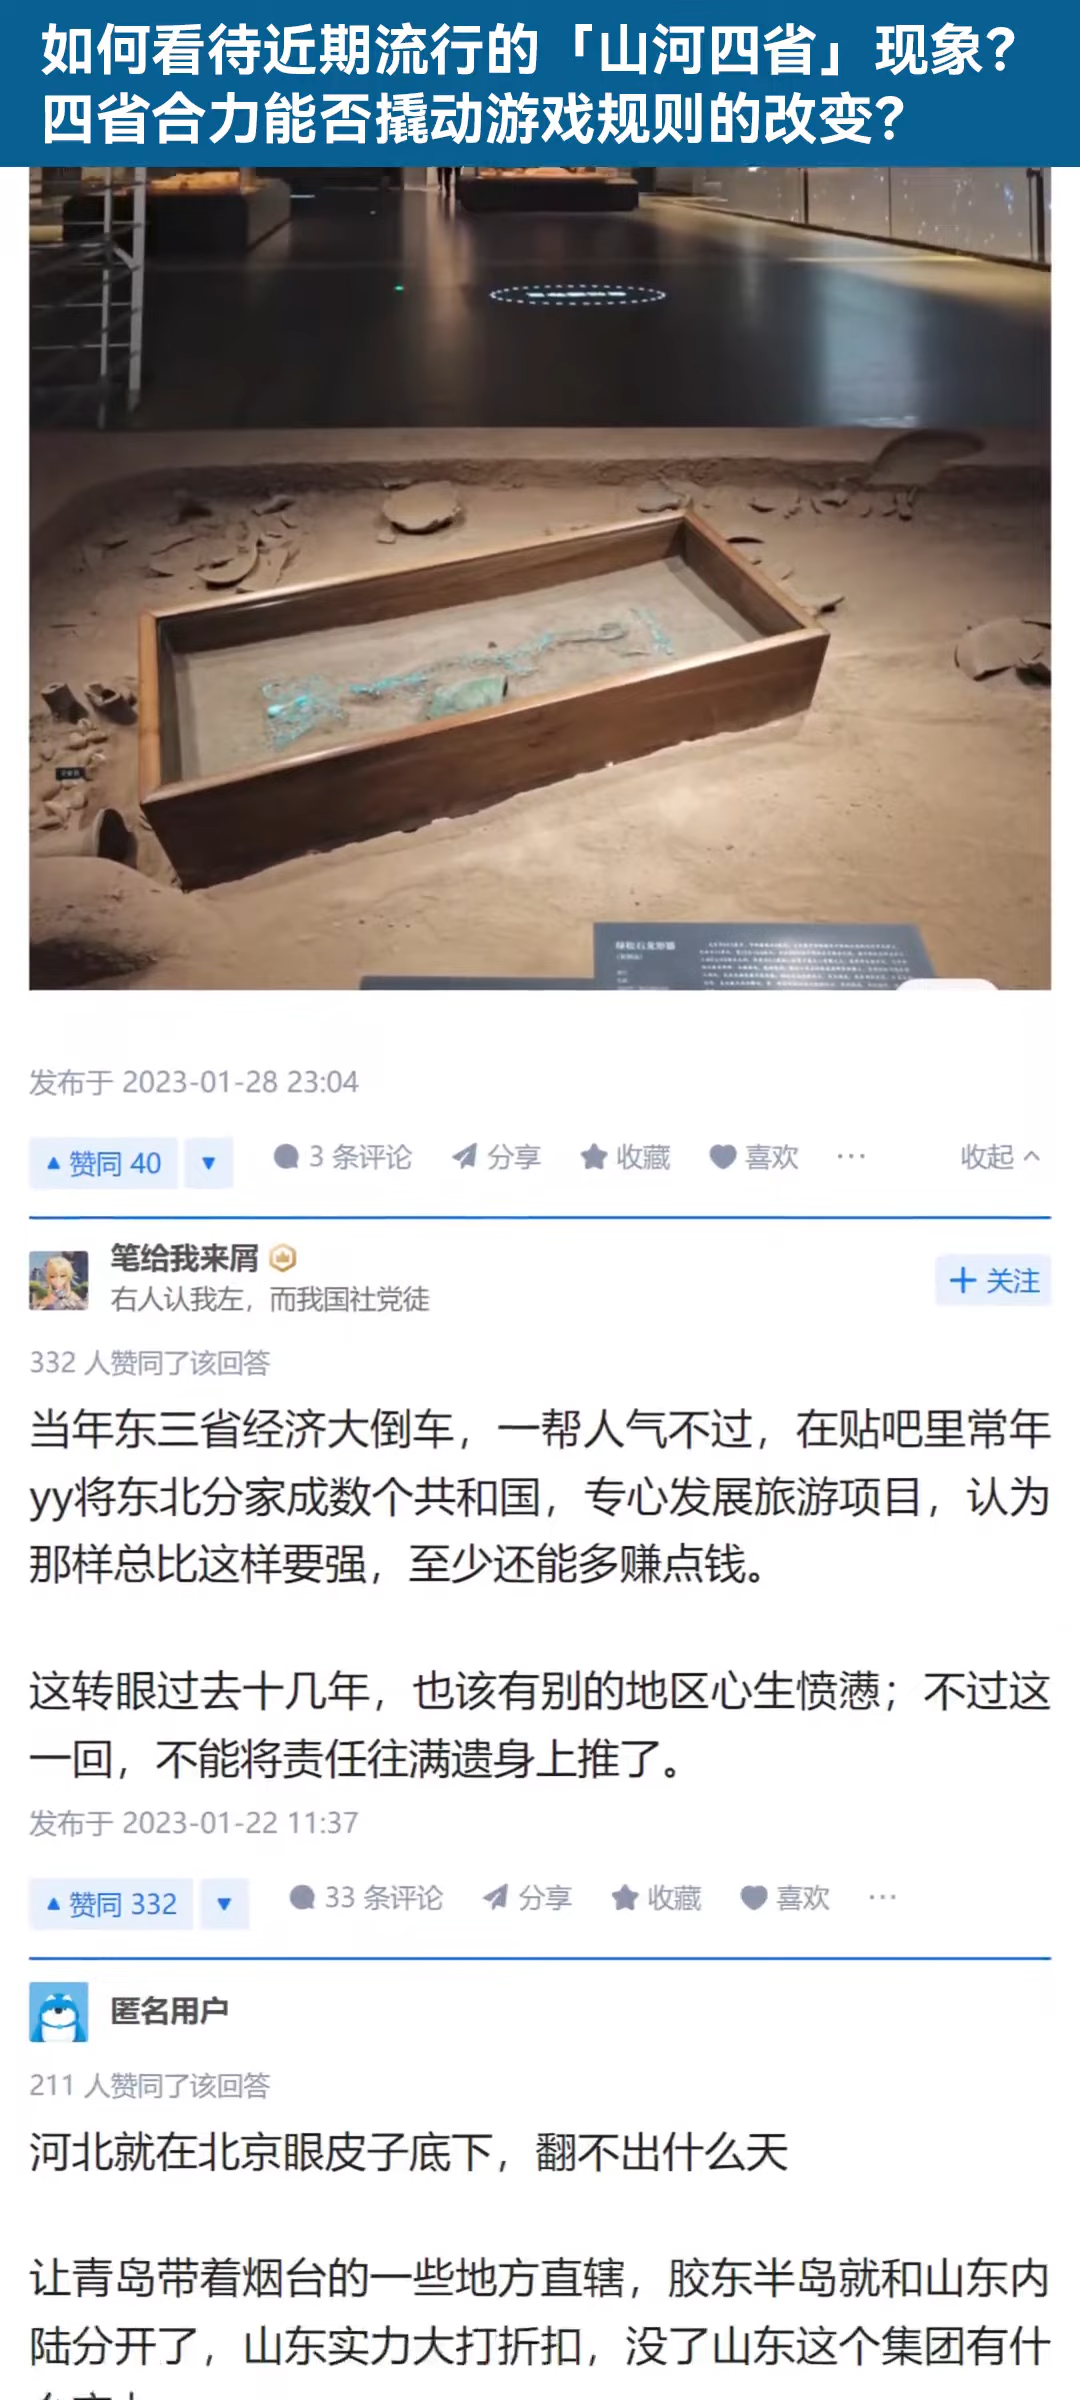 如何看待近期流行的「山河四省」现象?
四省合力能否撬动游戏规则的改变?
绿松石龙形器
发布于 2023-01-28 23:04
赞同 40
3 条评论
分享
收藏
喜欢
收起
笔给我来屑
右人认我左，而我国社党徒
+ 关注
332 人赞同了该回答
当年东三省经济大倒车，一帮人气不过，在贴吧里常年
yy将东北分家成数个共和国，专心发展旅游项目，认为
那样总比这样要强，至少还能多赚点钱。
这转眼过去十几年，也该有别的地区心生愤懑；不过这
一回，不能将责任往满遗身上推了。
发布于 2023-01-22 11:37
赞同 332
33 条评论
分享
收藏
喜欢
匿名用户
211 人赞同了该回答
河北就在北京眼皮子底下，翻不出什么天
让青岛带着烟台的一些地方直辖，胶东半岛就和山东内
陆分开了，山东实力大打折扣，没了山东这个集团有什